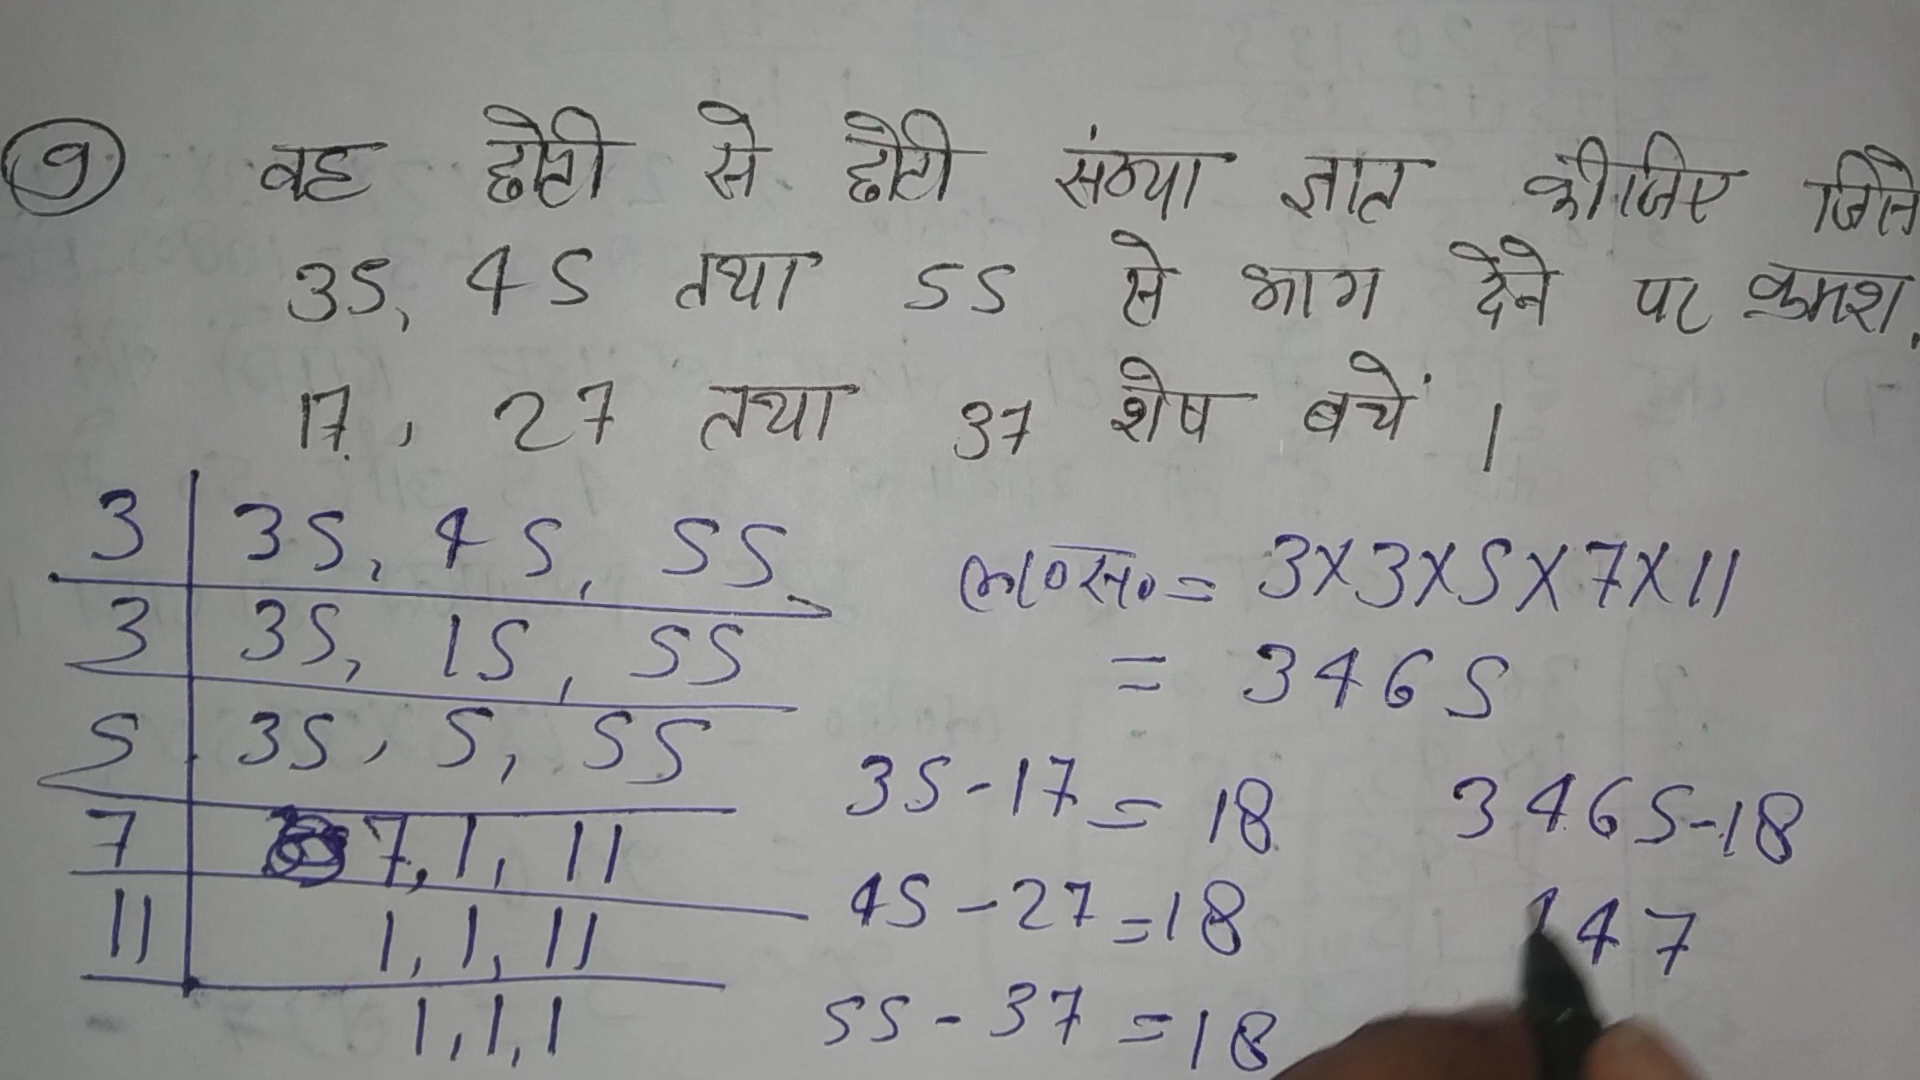 9 वह छोटी से छोटी संख्या ज्ञात कीजिए जिसे
35, 45 तथा 55 से भाग देने पर क्रमश.
17, 27 तथा 37 शेष बचें ।
3 | 35, 45, 55
3 | 35, 15, 55
5 | 35, 5, 55
7 | 7, 1, 11
11 | 1, 1, 11
1, 1, 1
ल०स० = 3×3×5×7×11
= 3465
35 - 17 = 18
45 - 27 = 18
55 - 37 = 18
3465-18
447